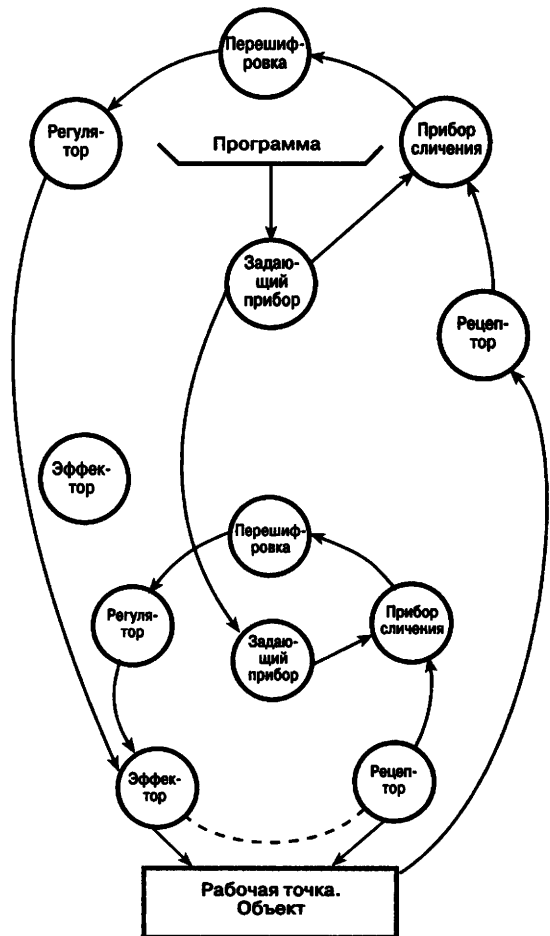 Перешиф-
ровка
Регуля-
тор
Программа
Прибор
сличения
Задаю-
щий
прибор
Рецеп-
тор
Эффек-
тор
Перешиф-
ровка
Регуля-
тор
Прибор
сличения
Задаю-
щий
прибор
Эффек-
тор
Рецеп-
тор
Рабочая точка.
Объект